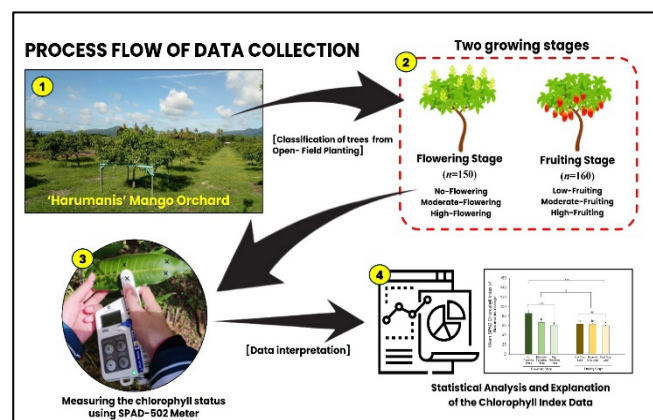 PROCESS FLOW OF DATA COLLECTION
1
'Harumanis' Mango Orchard
[Classification of trees from
Open- Field Planting]
Two growing stages
2
Flowering Stage
(n=150)
No-Flowering
Moderate-Flowering
High-Flowering
Fruiting Stage
(n=160)
Low-Fruiting
Moderate-Fruiting
High-Fruiting
3
Measuring the chlorophyll status
using SPAD-502 Meter
[Data interpretation]
4
Statistical Analysis and Explanation
of the Chlorophyll Index Data